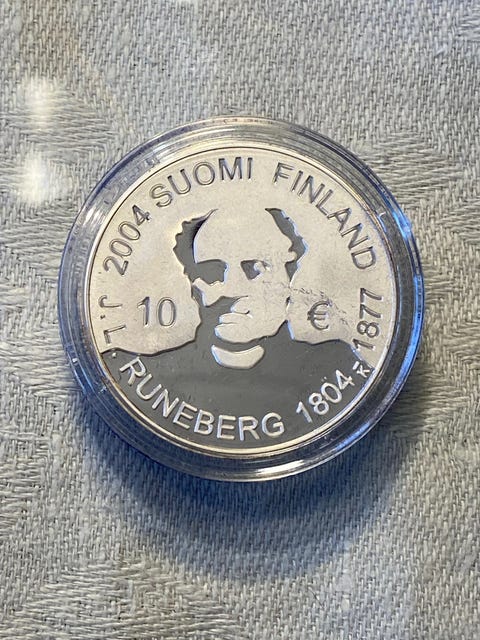 2004 SUOMI FINLAND
10 €
J.L. RUNEBERG 1804 1877